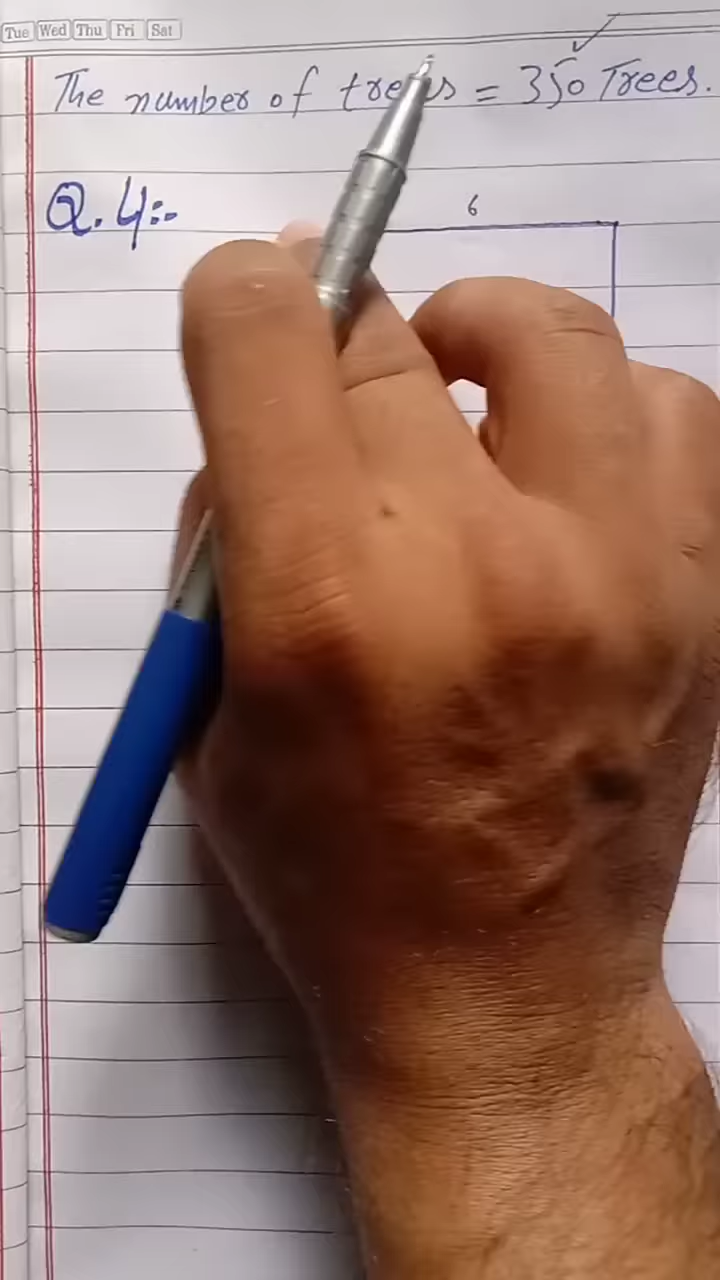 Tue Wed Thu Fri Sat
The number of trees = 350 Trees.
Q.4:-
6